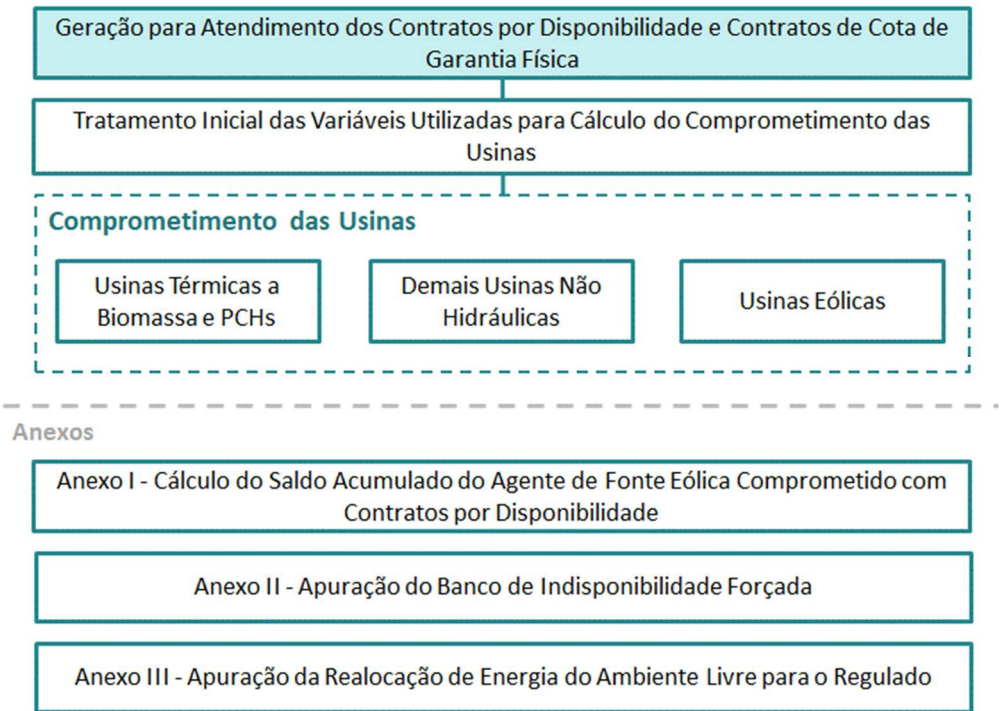 Geração para Atendimento dos Contratos por Disponibilidade e Contratos de Cota de
Garantia Física
Tratamento Inicial das Variáveis Utilizadas para Cálculo do Comprometimento das
Usinas
Comprometimento das Usinas
Usinas Térmicas a
Biomassa e PCHs
Demais Usinas Não
Hidráulicas
Usinas Eólicas
Anexos
Anexo I - Cálculo do Saldo Acumulado do Agente de Fonte Eólica Comprometido com
Contratos por Disponibilidade
Anexo II - Apuração do Banco de Indisponibilidade Forçada
Anexo III - Apuração da Realocação de Energia do Ambiente Livre para o Regulado